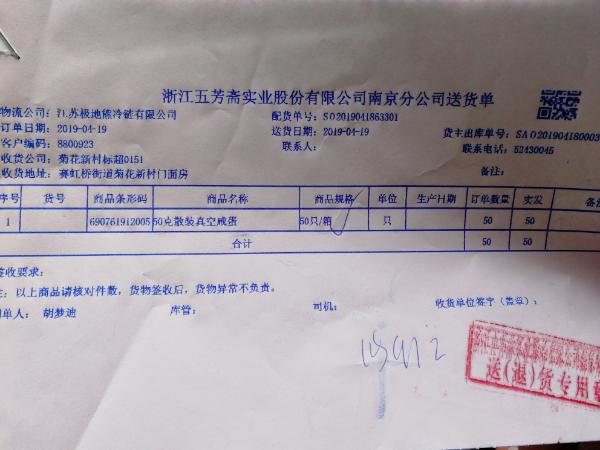 浙江五芳斋实业股份有限公司南京分公司送货单
物流公司：江苏极地熊冷链有限公司 配货单号：SO2019041863301 货主出库单号：SAO201904180003
订单日期：2019-04-19 送货日期：2019-04-19 联系电话：52430045
客户编码：8800923 联系人：
收货公司：菊花新村标超0151 备注：
收货地址：赛虹桥街道菊花新村门面房
序号 货号 商品条形码 商品名称 商品规格 单位 生产日期 订单数量 实发 备注
1 690761912005 50克散装真空咸蛋 50只/箱 只 50 50
合计 50 50
签收要求：
注：以上商品请核对件数，货物签收后，货物异常不负责。
制单人：胡梦迪 库管： 司机： 收货单位签字（盖章）：
送(退)货专用章